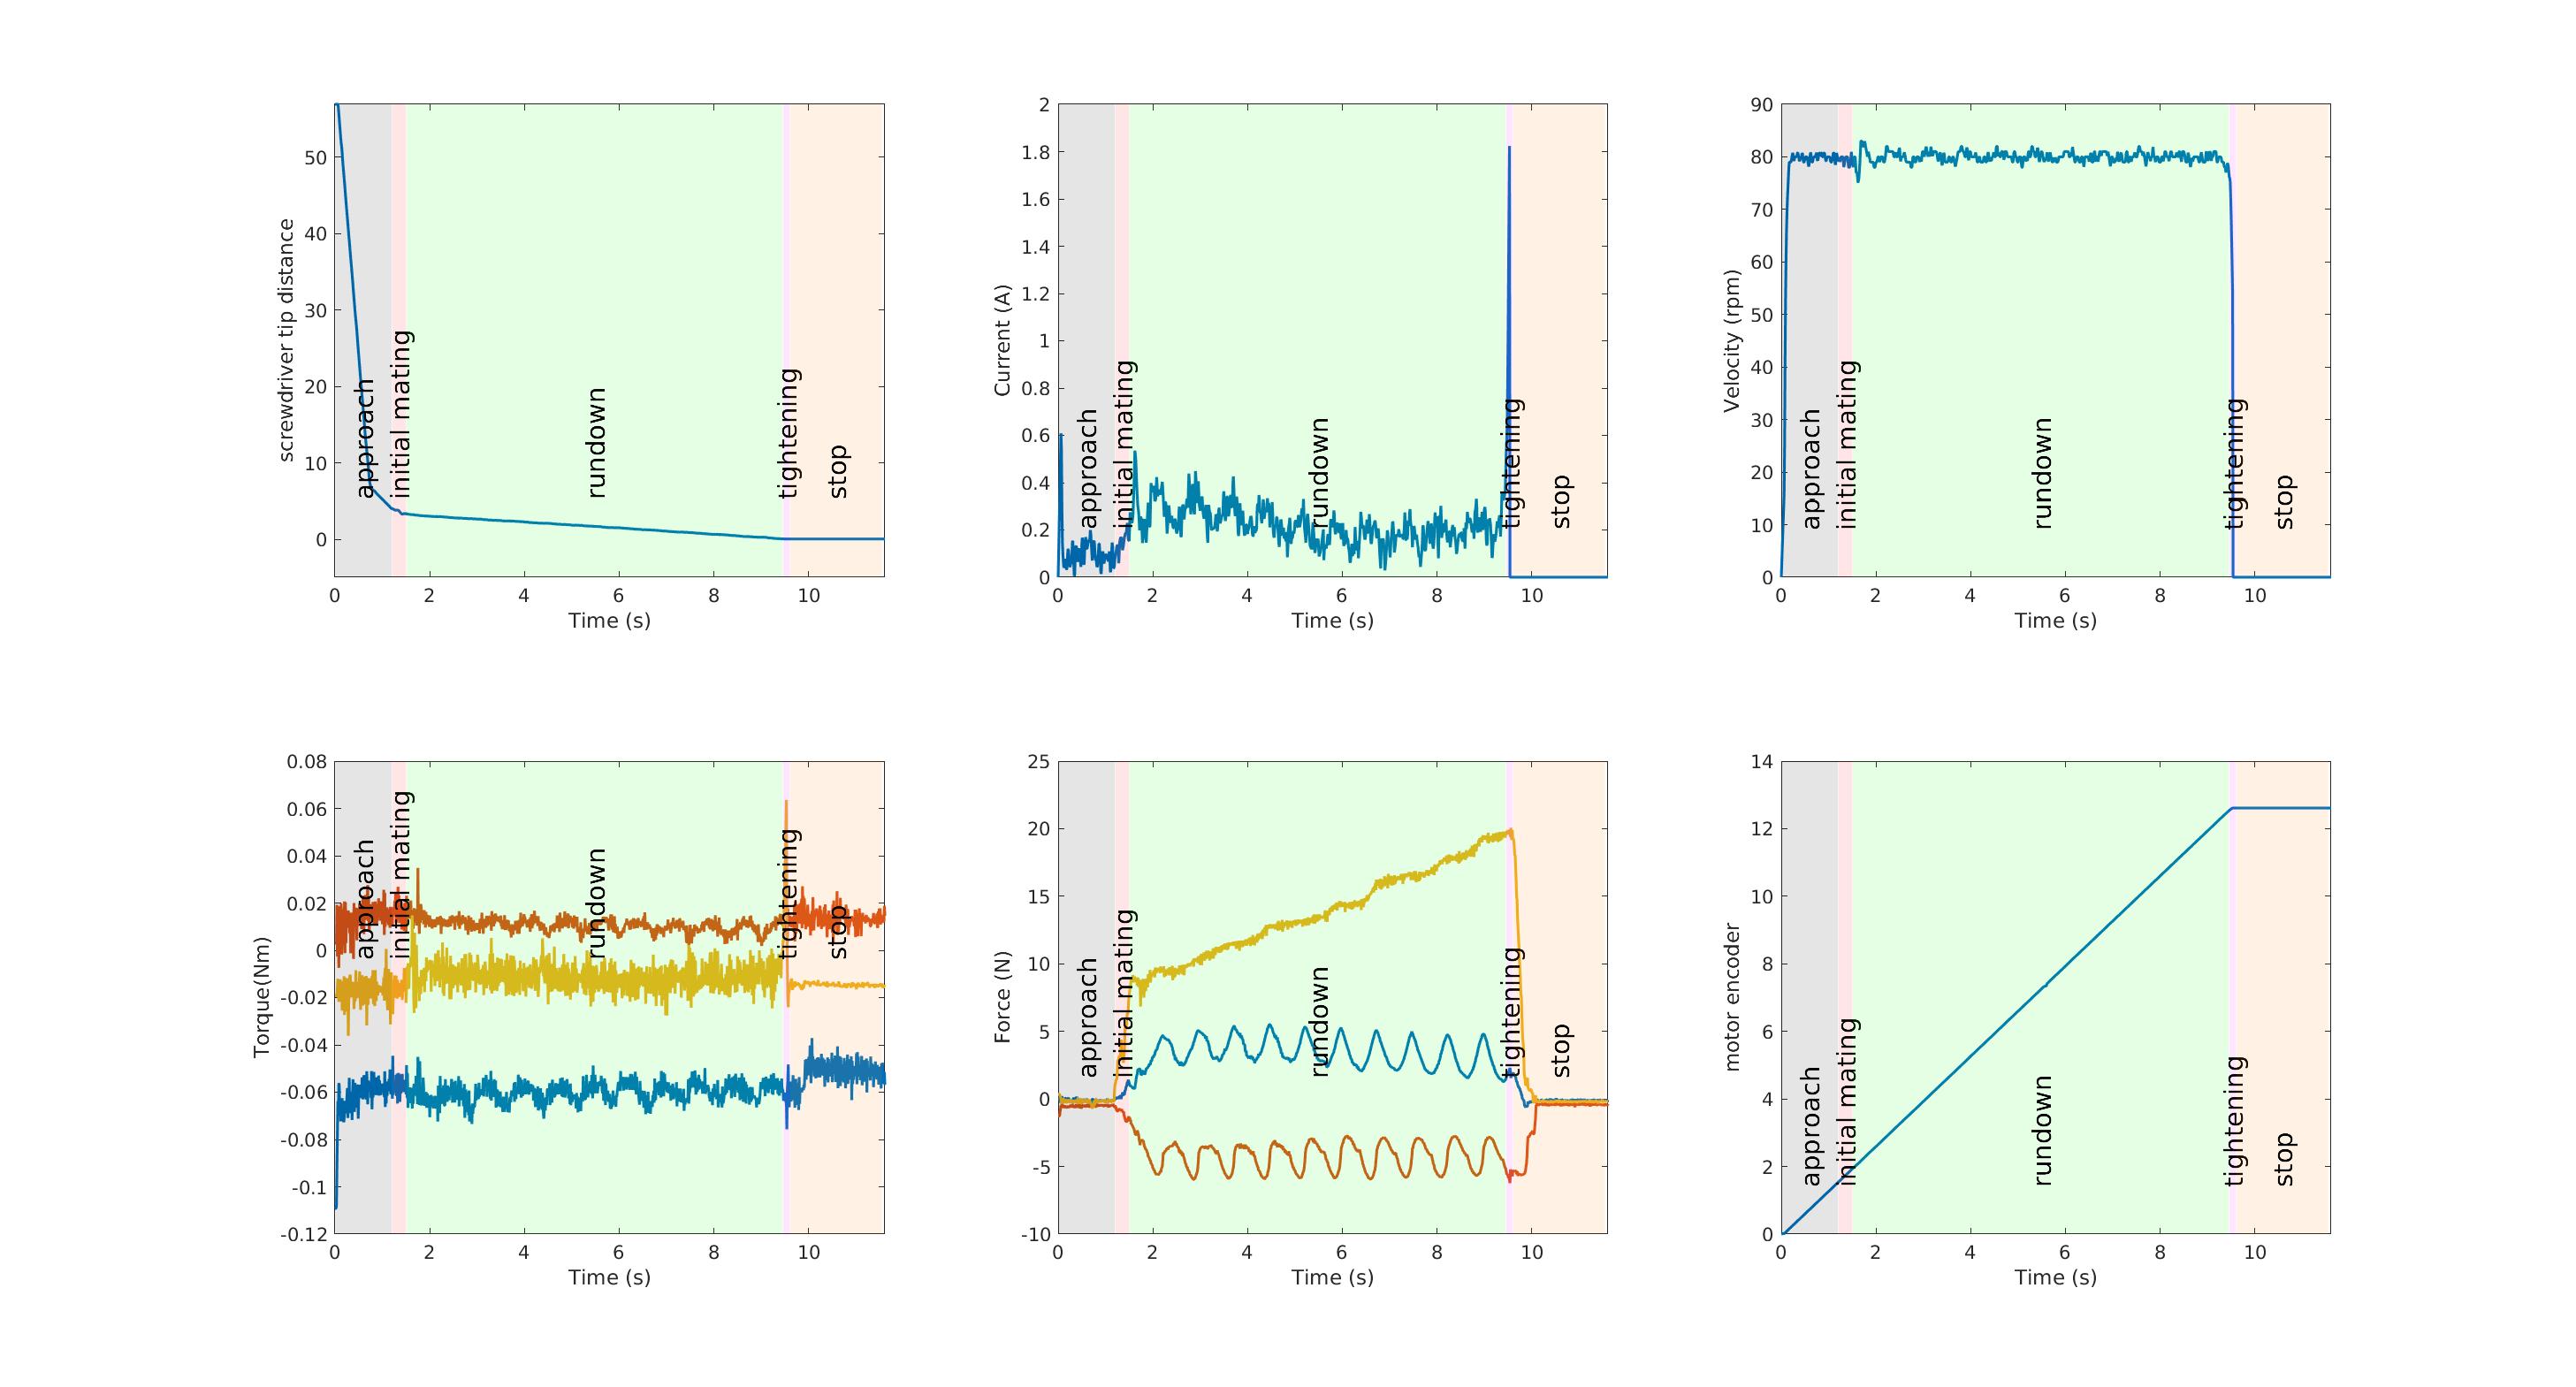 screwdriver tip distance
50
40
30
20
10
0
approach
initial mating
rundown
tightening
stop
0 2 4 6 8 10
Time (s)
Current (A)
2
1.8
1.6
1.4
1.2
1
0.8
0.6
0.4
0.2
0
approach
initial mating
rundown
tightening
stop
0 2 4 6 8 10
Time (s)
Velocity (rpm)
90
80
70
60
50
40
30
20
10
0
approach
initial mating
rundown
tightening
stop
0 2 4 6 8 10
Time (s)
Torque(Nm)
0.08
0.06
0.04
0.02
0
-0.02
-0.04
-0.06
-0.08
-0.1
-0.12
approach
initial mating
rundown
tightening
stop
0 2 4 6 8 10
Time (s)
Force (N)
25
20
15
10
5
0
-5
-10
approach
initial mating
rundown
tightening
stop
0 2 4 6 8 10
Time (s)
motor encoder
14
12
10
8
6
4
2
0
approach
initial mating
rundown
tightening
stop
0 2 4 6 8 10
Time (s)